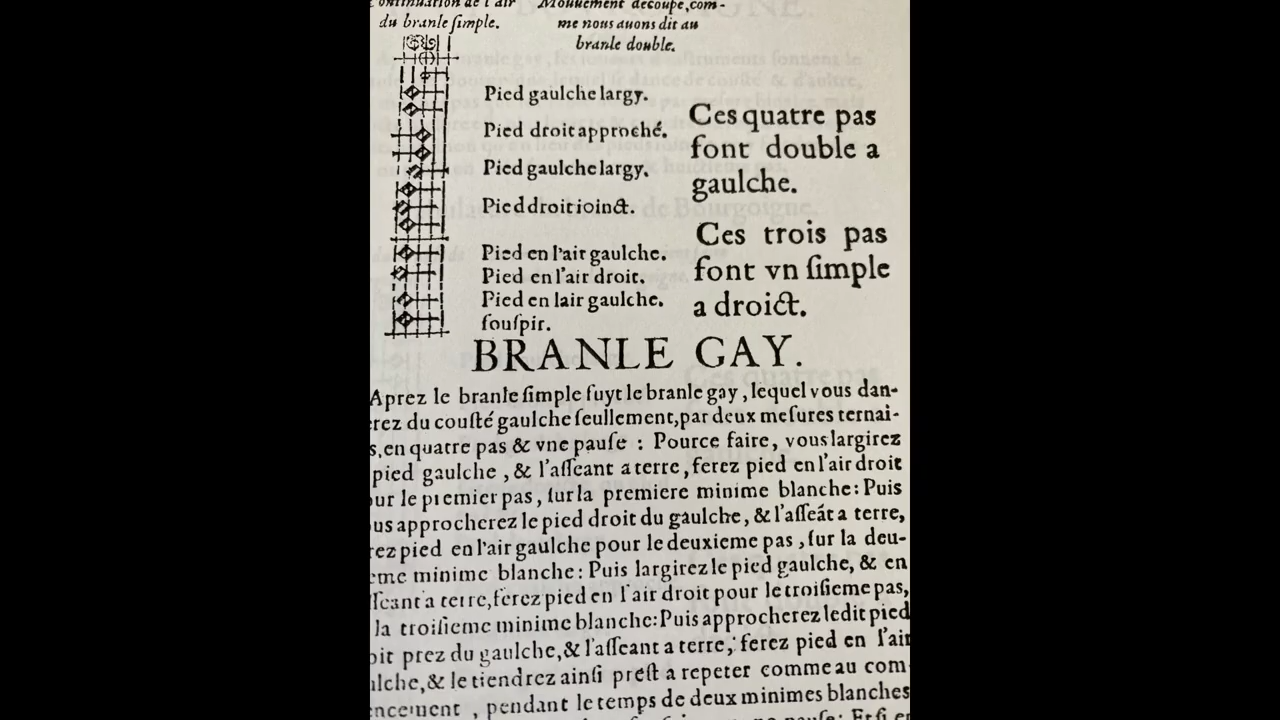 du branle ſimple.
Mouuement decoupe, com-
me nous auons dit au
branle double.
Pied gaulche largy.
Pied droit approché.
Pied gaulche largy.
Pied droit ioinct.
Ces quatre pas
font double a
gaulche.
Pied en l'air gaulche.
Pied en l'air droit.
Pied en lair gaulche.
ſouſpir.
Ces trois pas
font vn ſimple
a droict.
BRANLE GAY.
Aprez le branle ſimple ſuyt le branle gay, lequel vous dan-
rez du couſté gaulche ſeullement, par deux meſures ternai-
s, en quatre pas & vne pauſe : Pource faire, vous largirez
pied gaulche, & l'aſſeant a terre, ferez pied en l'air droit
ur le premier pas, ſur la premiere minime blanche: Puis
us approcherez le pied droit du gaulche, & l'aſſeãt a terre,
rez pied en l'air gaulche pour le deuxieme pas, ſur la deu-
eme minime blanche: Puis largirez le pied gaulche, & en
ſſeant a terre, ferez pied en l'air droit pour le troiſieme pas,
la troiſieme minime blanche: Puis approcherez ledit pied
oit prez du gaulche, & l'aſſeant a terre, ferez pied en l'air
lche, & le tiendrez ainſi preſt a repeter comme au com
ncement, pendant le temps de deux minimes blanches